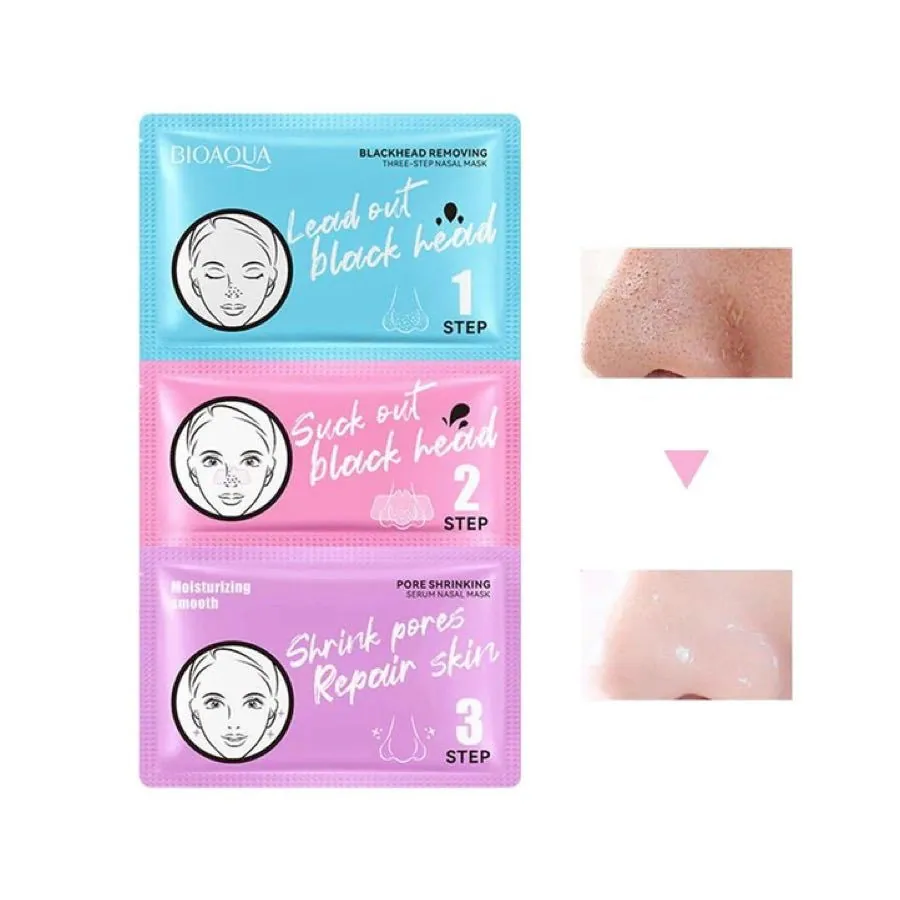 BIOAQUA
BLACKHEAD REMOVING
THREE-STEP NASAL MASK
Lead out
black head
1
STEP
Suck out
black head
2
STEP
Moisturizing
smooth
PORE SHRINKING
SERUM NASAL MASK
Shrink pores
Repair skin
3
STEP